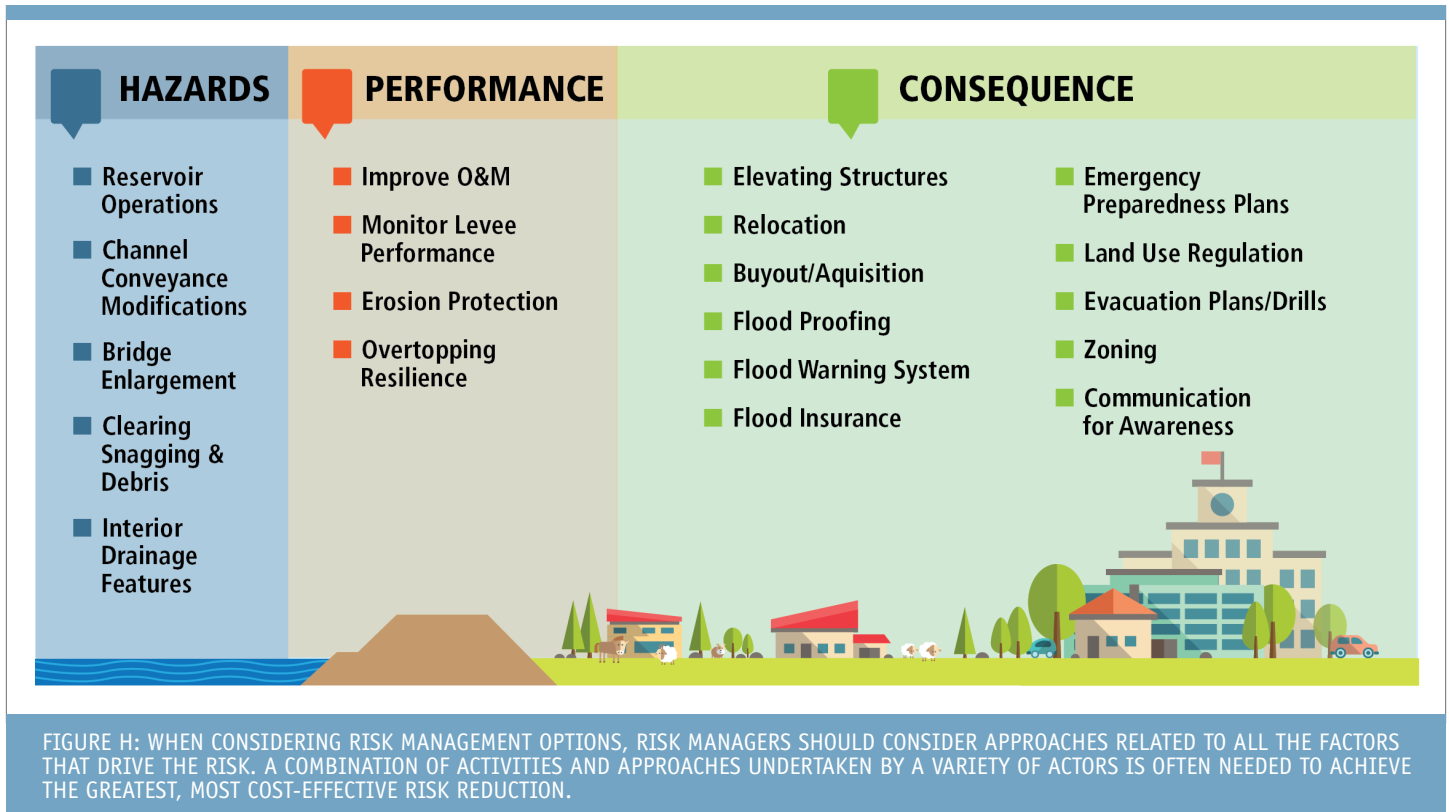 HAZARDS
Reservoir
Operations
Channel
Conveyance
Modifications
Bridge
Enlargement
Clearing
Snagging &
Debris
Interior
Drainage
Features
PERFORMANCE
Improve O&M
Monitor Levee
Performance
Erosion Protection
Overtopping
Resilience
CONSEQUENCE
Elevating Structures
Relocation
Buyout/Aquisition
Flood Proofing
Flood Warning System
Flood Insurance
Emergency
Preparedness Plans
Land Use Regulation
Evacuation Plans/Drills
Zoning
Communication
for Awareness
FIGURE H: WHEN CONSIDERING RISK MANAGEMENT OPTIONS, RISK MANAGERS SHOULD CONSIDER APPROACHES RELATED TO ALL THE FACTORS
THAT DRIVE THE RISK. A COMBINATION OF ACTIVITIES AND APPROACHES UNDERTAKEN BY A VARIETY OF ACTORS IS OFTEN NEEDED TO ACHIEVE
THE GREATEST, MOST COST-EFFECTIVE RISK REDUCTION.